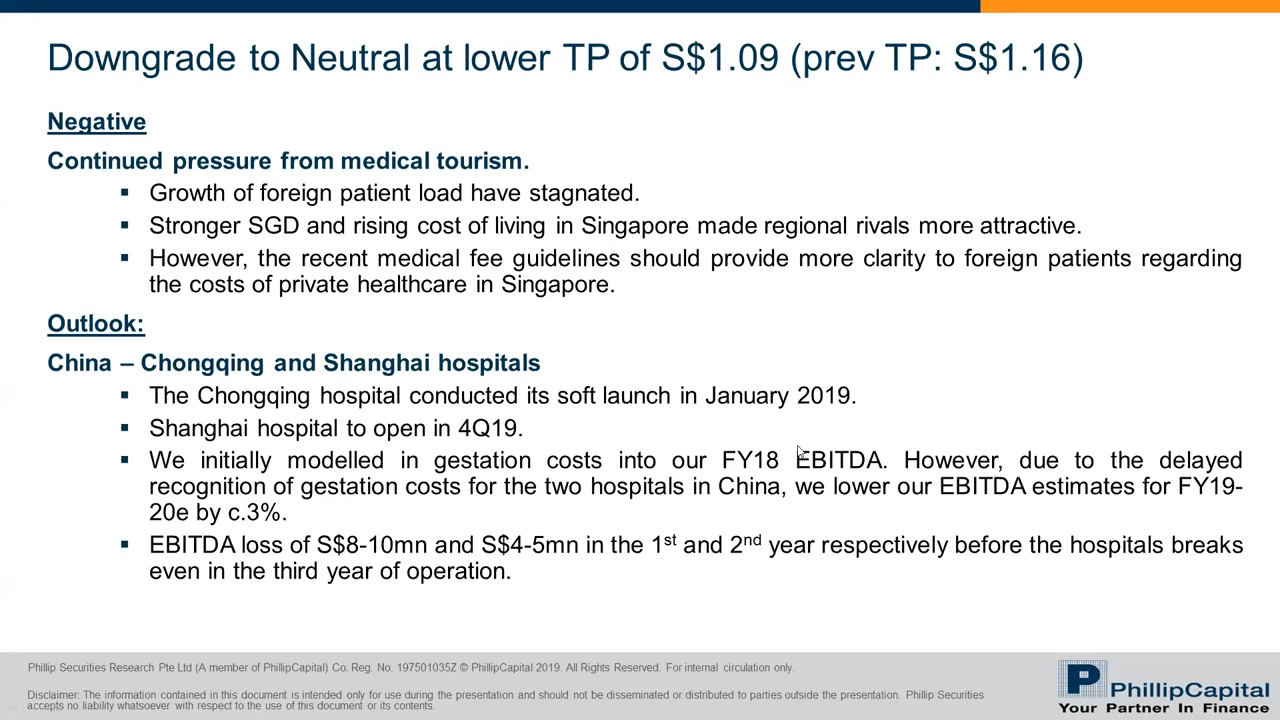 Downgrade to Neutral at lower TP of S$1.09 (prev TP: S$1.16)
Negative
Continued pressure from medical tourism.
▪ Growth of foreign patient load have stagnated.
▪ Stronger SGD and rising cost of living in Singapore made regional rivals more attractive.
▪ However, the recent medical fee guidelines should provide more clarity to foreign patients regarding
the costs of private healthcare in Singapore.
Outlook:
China – Chongqing and Shanghai hospitals
▪ The Chongqing hospital conducted its soft launch in January 2019.
▪ Shanghai hospital to open in 4Q19.
▪ We initially modelled in gestation costs into our FY18 EBITDA. However, due to the delayed
recognition of gestation costs for the two hospitals in China, we lower our EBITDA estimates for FY19-
20e by c.3%.
▪ EBITDA loss of S$8-10mn and S$4-5mn in the 1st and 2nd year respectively before the hospitals breaks
even in the third year of operation.
Phillip Securities Research Pte Ltd (A member of PhillipCapital) Co. Reg. No. 197501035Z © PhillipCapital 2019. All Rights Reserved. For internal circulation only.
Disclaimer: The information contained in this document is intended only for use during the presentation and should not be disseminated or distributed to parties outside the presentation. Phillip Securities
accepts no liability whatsoever with respect to the use of this document or its contents.
P PhillipCapital
Your Partner In Finance